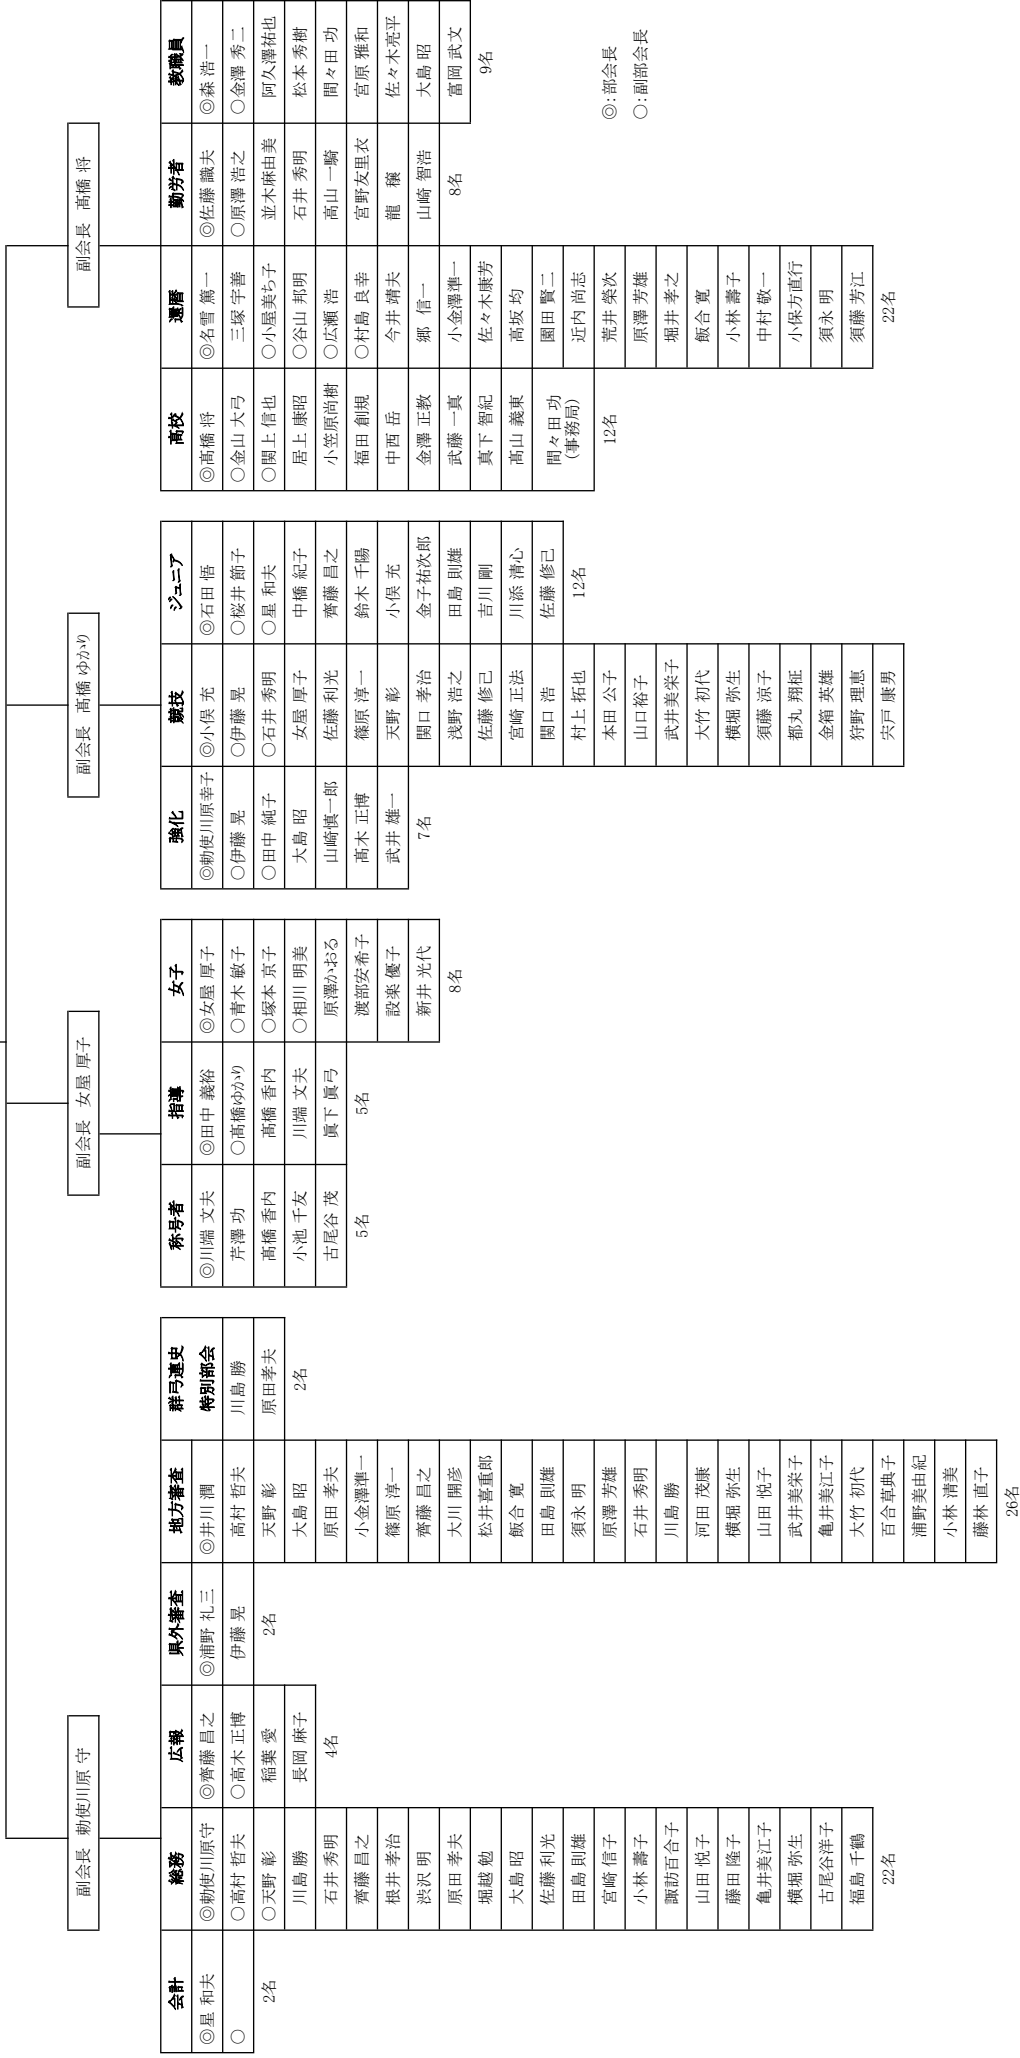 副会長 勅使川原 守
会計
◎星 和夫
○
2名
総務
◎勅使川原守
○高村 哲夫
○天野 彰
川島 勝
石井 秀明
齊藤 昌之
根井 孝治
渋沢 明
原田 孝夫
堀越 勉
大島 昭
佐藤 利光
田島 則雄
宮崎 信子
小林 壽子
諏訪百合子
山田 悦子
藤田 隆子
亀井美江子
横堀 弥生
古尾谷洋子
福島 千鶴
22名
広報
◎齊藤 昌之
○高木 正博
稲葉 愛
長岡 麻子
4名
県外審査
◎浦野 礼三
伊藤 晃
2名
地方審査
◎井川 潤
高村 哲夫
天野 彰
大島 昭
原田 孝夫
小金澤準一
篠原 淳一
齊藤 昌之
大川 開彦
松井喜重郎
飯合 寛
田島 則雄
須永 明
原澤 芳雄
石井 秀明
川島 勝
河田 茂康
横堀 弥生
山田 悦子
武井美栄子
亀井美江子
大竹 初代
百合草典子
浦野美由紀
小林 清美
藤林 直子
26名
群弓連史
特別部会
川島 勝
原田孝夫
2名
副会長 女屋 厚子
称号者
◎川端 文夫
芹澤 功
髙橋 香内
小池 千友
古尾谷 茂
5名
指導
◎田中 義裕
○髙橋ゆかり
髙橋 香内
川端 文夫
眞下 眞弓
5名
女子
◎女屋 厚子
○青木 敏子
○塚本 京子
○相川 明美
原澤かおる
渡部安希子
設楽 優子
新井 光代
8名
副会長 髙橋 ゆかり
強化
◎勅使川原幸子
○伊藤 晃
○田中 純子
大島 昭
山崎慎一郎
髙木 正博
武井 雄一
7名
競技
◎小俣 充
○伊藤 晃
○石井 秀明
女屋 厚子
佐藤 利光
篠原 淳一
天野 彰
関口 孝治
浅野 浩之
佐藤 修己
宮崎 正法
関口 浩
村上 拓也
本田 公子
山口 裕子
武井美栄子
大竹 初代
横堀 弥生
須藤 涼子
都丸 翔柾
金箱 英雄
狩野 理恵
宍戸 康男
ジュニア
◎石田 悟
○桜井 節子
○星 和夫
中橋 紀子
齊藤 昌之
鈴木 千陽
小俣 充
金子祐次郎
田島 則雄
吉川 剛
川添 清心
佐藤 修己
12名
副会長 髙橋 将
高校
◎髙橋 将
○金山 大弓
○関上 信也
居上 康昭
小笠原尚樹
福田 創規
中西 岳
金澤 正教
武藤 一真
真下 智紀
髙山 義東
間々田 功
(事務局)
12名
還暦
◎名雪 篤一
三塚 宇善
○小屋美ち子
○谷山 邦明
○広瀬 浩
○村島 良幸
今井 靖夫
郷 信一
小金澤準一
佐々木康芳
高坂 均
園田 賢二
近内 尚志
荒井 榮次
原澤 芳雄
堀井 孝之
飯合 寛
小林 壽子
中村 敬一
小保方直行
須永 明
須藤 芳江
22名
勤労者
◎佐藤 識夫
○原澤 浩之
並木麻由美
石井 秀明
高山 一騎
宮野友里衣
龍 穣
山崎 智浩
8名
教職員
◎森 浩一
○金澤 秀二
阿久澤祐也
松本 秀樹
間々田 功
宮原 雅和
佐々木亮平
大島 昭
富岡 武文
9名
◎:部会長
○:副部会長